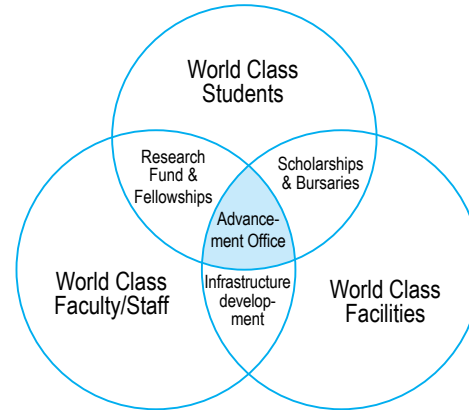 World Class
Students
Research
Fund &
Fellowships
Scholarships
& Bursaries
Advance-
ment Office
World Class
Faculty/Staff
Infrastructure
develop-
ment
World Class
Facilities